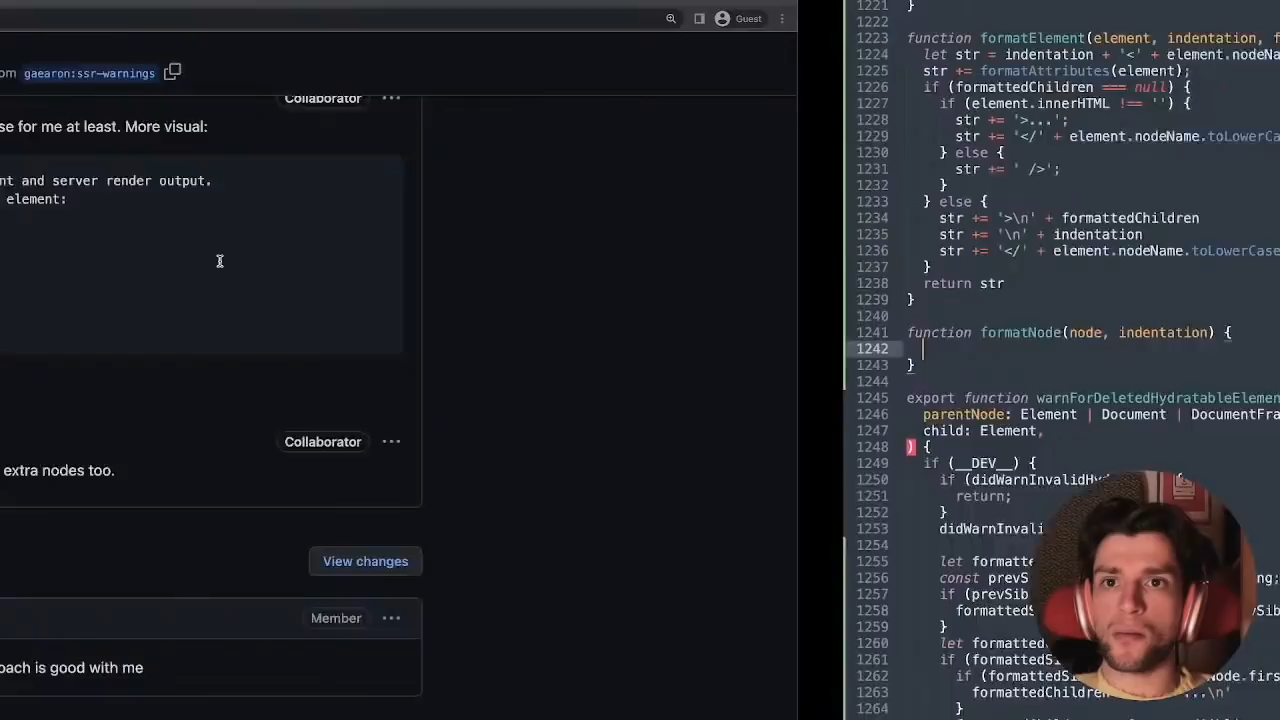 Guest
om gaearon:ssr-warnings
Collaborator
se for me at least. More visual:
nt and server render output.
element:
Collaborator
extra nodes too.
View changes
Member
oach is good with me
1221 }
1222
1223 function formatElement(element, indentation, f
1224 let str = indentation + '<' + element.nodeNa
1225 str += formatAttributes(element);
1226 if (formattedChildren === null) {
1227 if (element.innerHTML !== '') {
1228 str += '>...';
1229 str += '</' + element.nodeName.toLowerCa
1230 } else {
1231 str += ' />';
1232 }
1233 } else {
1234 str += '>\n' + formattedChildren
1235 str += '\n' + indentation
1236 str += '</' + element.nodeName.toLowerCase
1237 }
1238 return str
1239 }
1240
1241 function formatNode(node, indentation) {
1242
1243 }
1244
1245 export function warnForDeletedHydratableElemen
1246 parentNode: Element | Document | DocumentFra
1247 child: Element,
1248 ) {
1249 if (__DEV__) {
1250 if (didWarnInvalidHy {
1251 return;
1252 }
1253 didWarnInvali
1254
1255 let formatte
1256 const prevS ing;
1257 if (prevSib
1258 formattedS vSib
1259 }
1260 let formatted
1261 if (formattedSi
1262 if (formatteds Node.firs
1263 formattedChildren ...\n'
1264 }